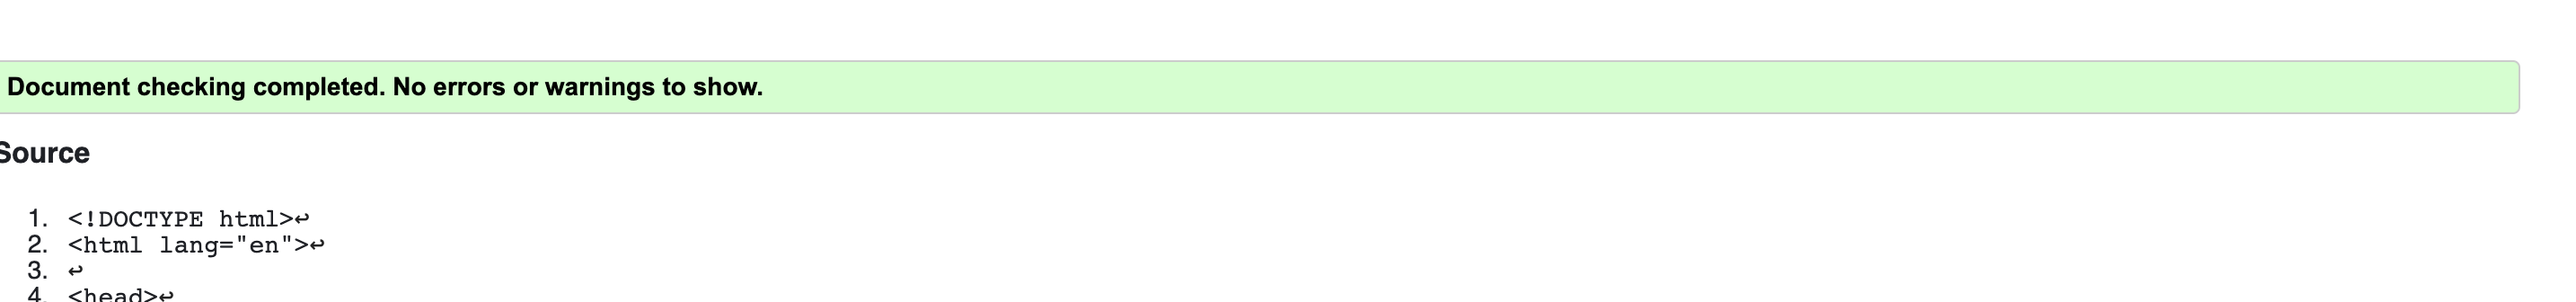 Document checking completed. No errors or warnings to show.
Source
1. <!DOCTYPE html>↩
2. <html lang="en">↩
3. ↩
4. <head>↩